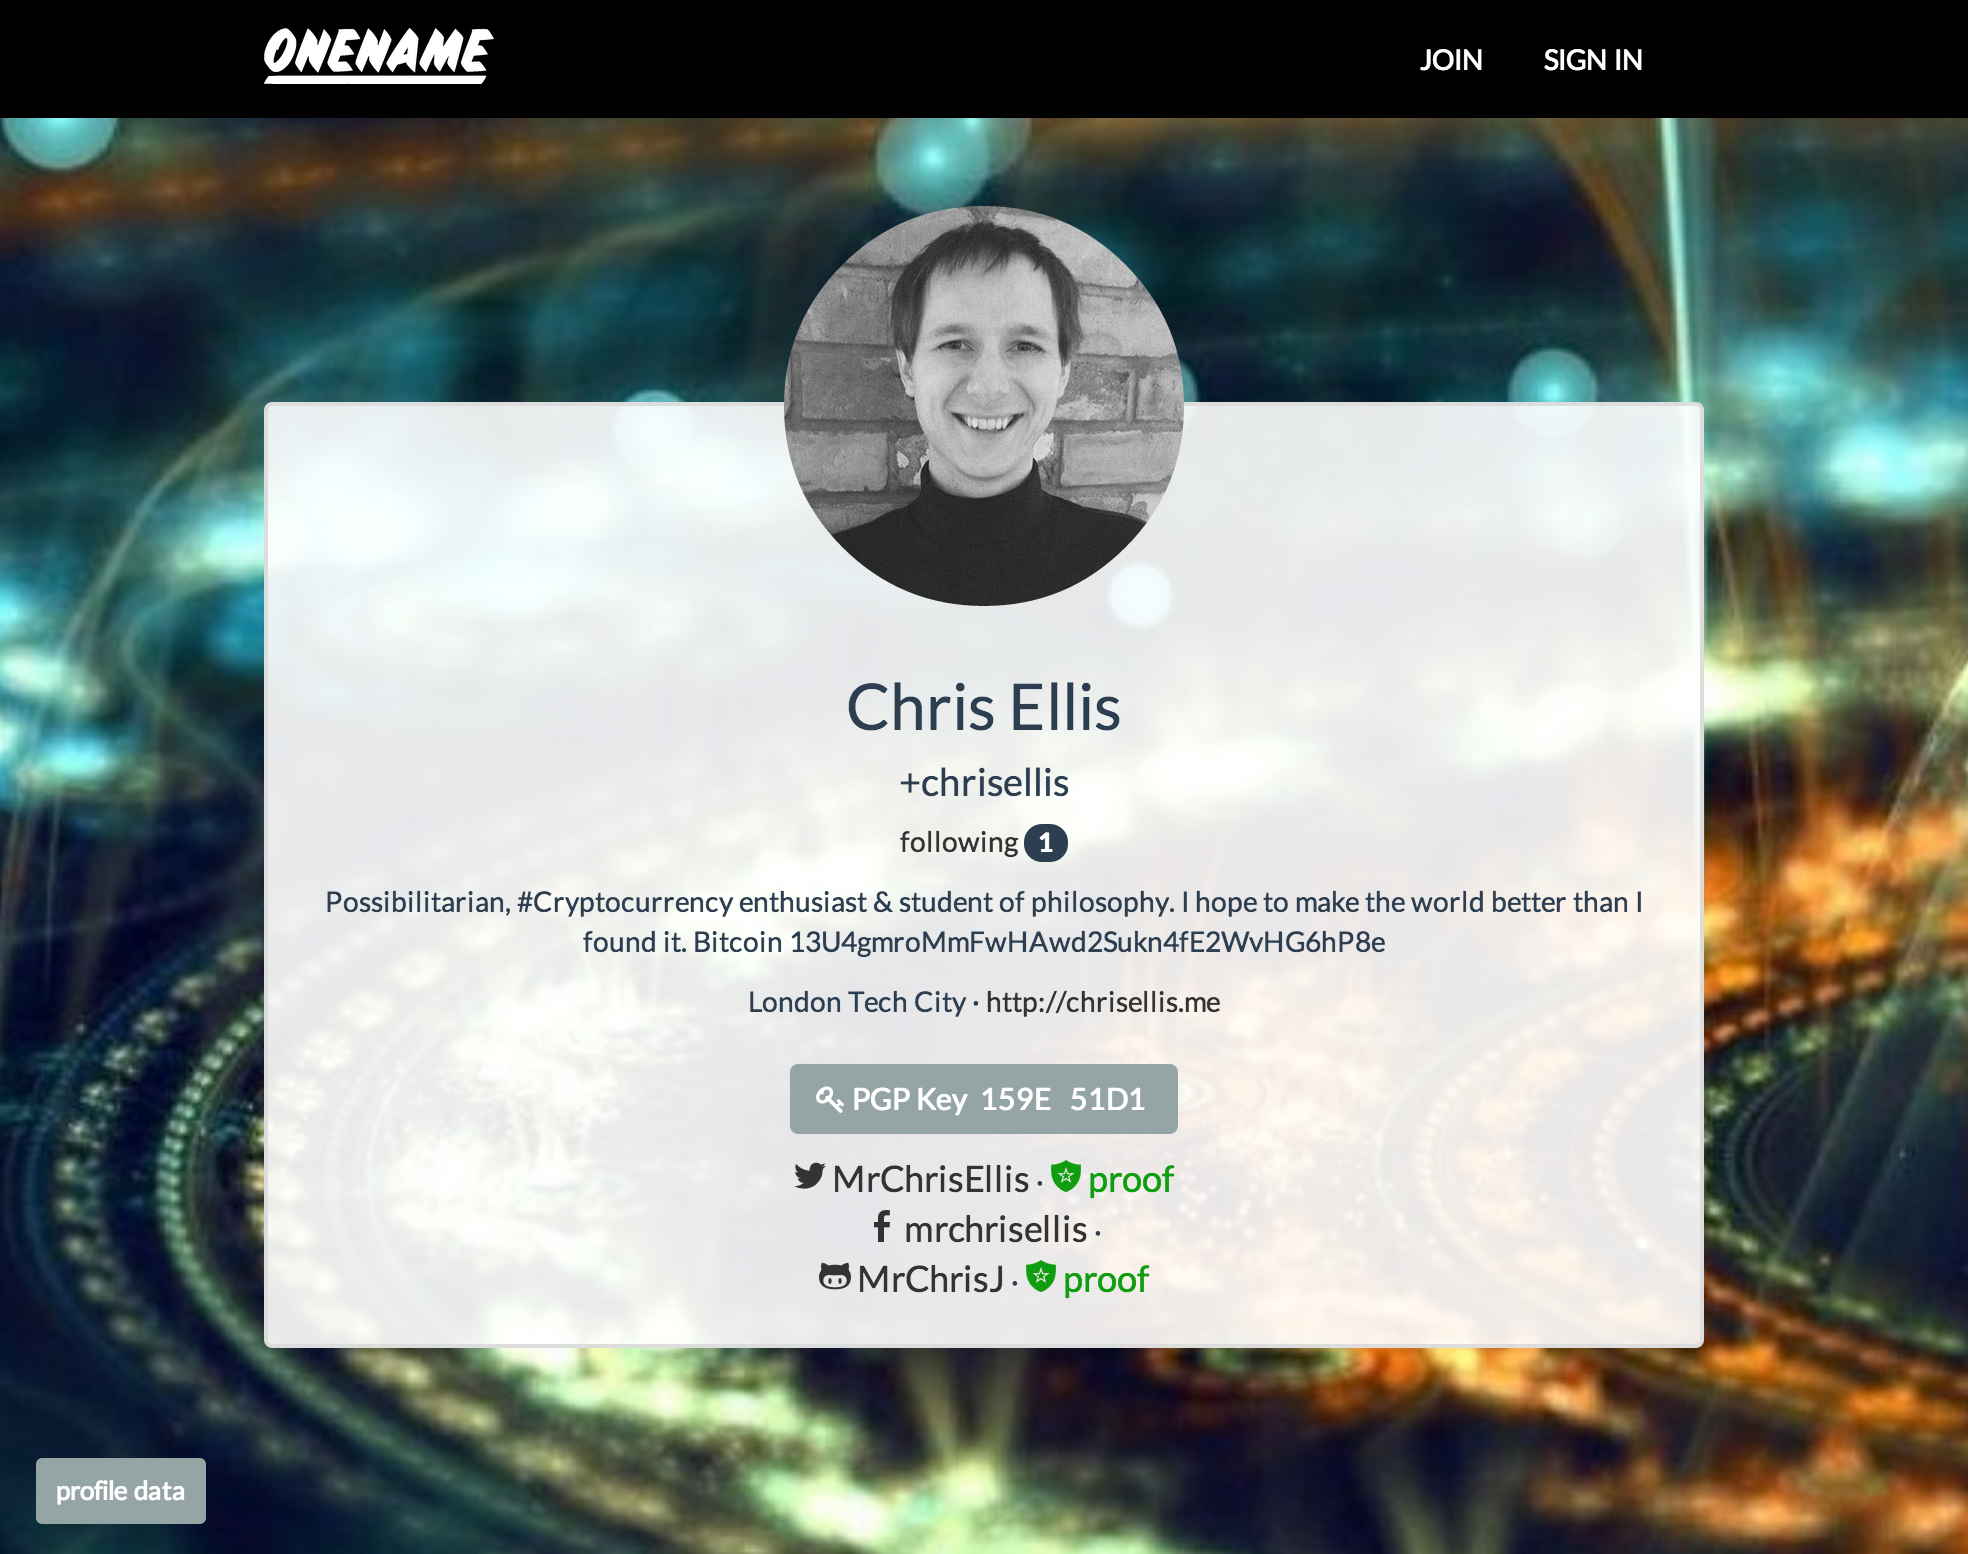 ONENAME
JOIN SIGN IN
Chris Ellis
+chrisellis
following 1
Possibilitarian, #Cryptocurrency enthusiast & student of philosophy. I hope to make the world better than I
found it. Bitcoin 13U4gmroMmFwHAwd2Sukn4fE2WvHG6hP8e
London Tech City · http://chrisellis.me
PGP Key 159E 51D1
MrChrisEllis · proof
mrchrisellis ·
MrChrisJ · proof
profile data